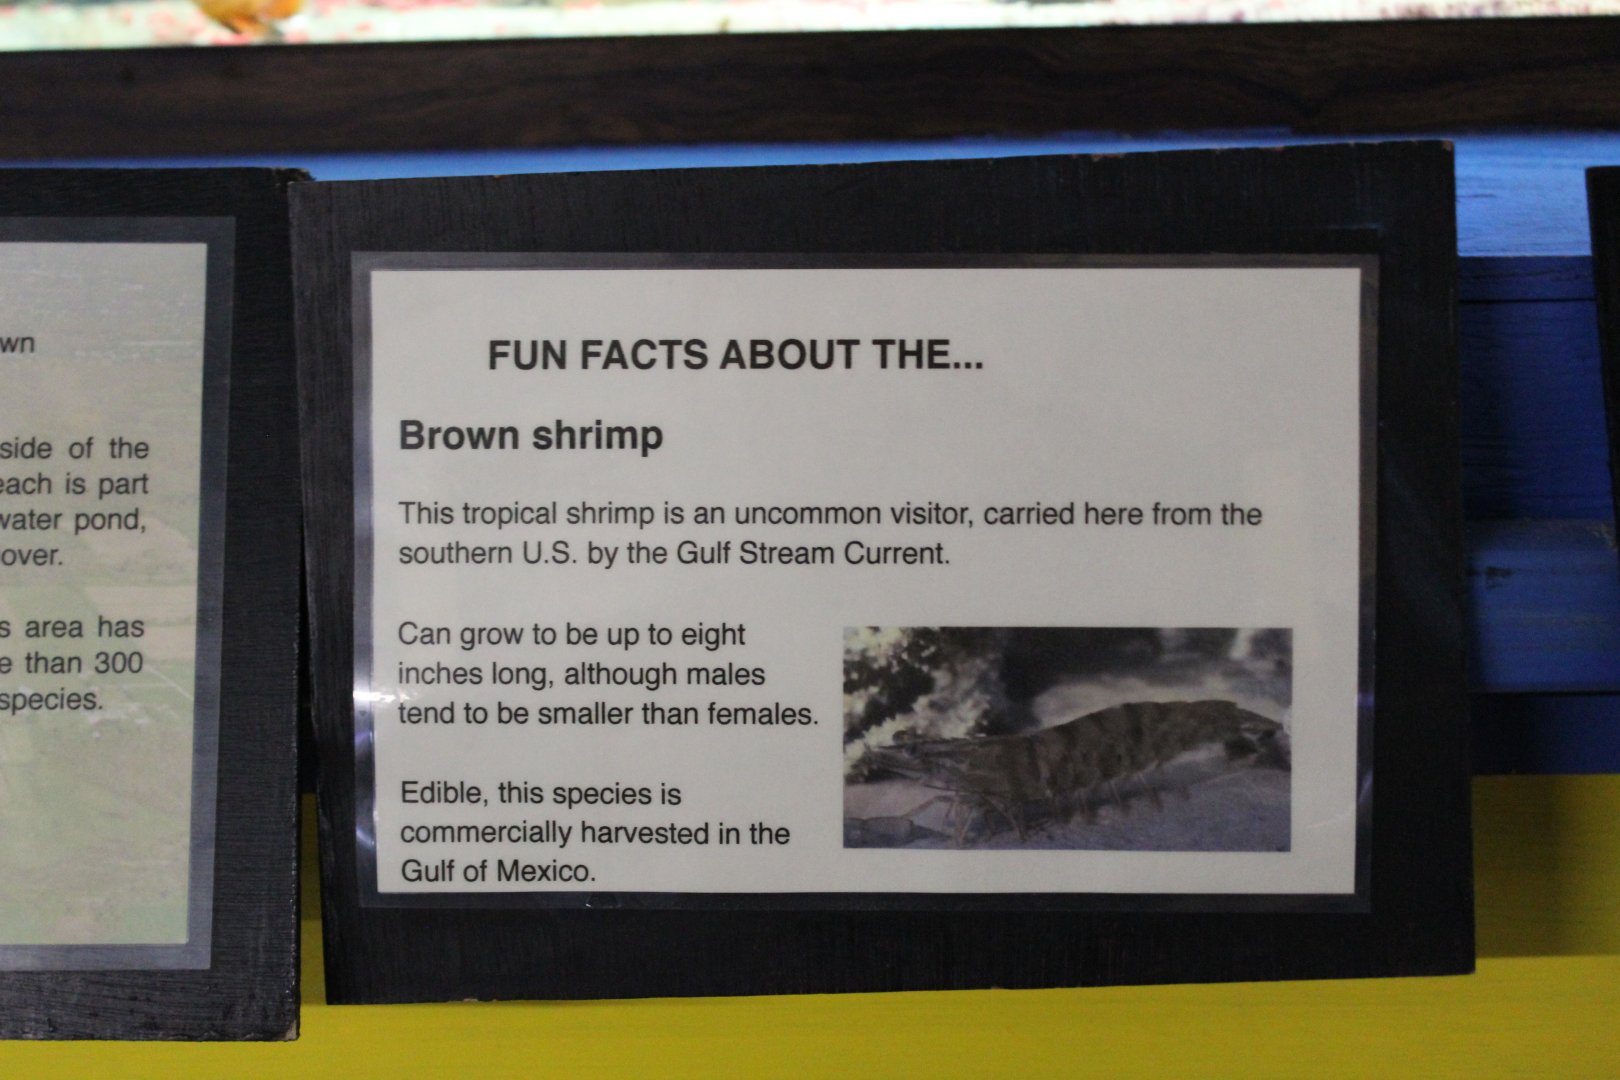 wn
side of the
each is part
water pond,
over.
s area has
e than 300
species.
FUN FACTS ABOUT THE...
Brown shrimp
This tropical shrimp is an uncommon visitor, carried here from the
southern U.S. by the Gulf Stream Current.
Can grow to be up to eight
inches long, although males
tend to be smaller than females.
Edible, this species is
commercially harvested in the
Gulf of Mexico.